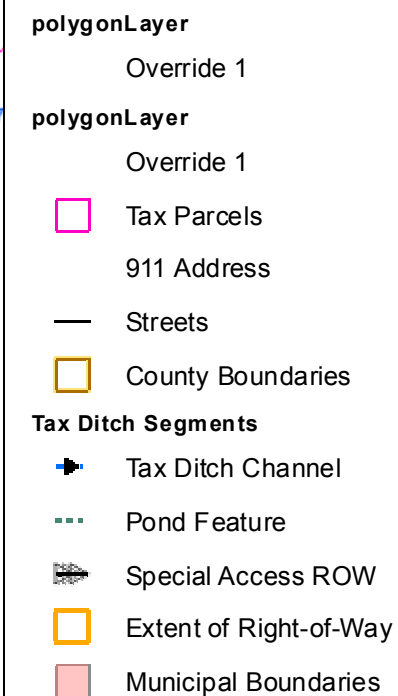 polygonLayer
Override 1
polygonLayer
Override 1
Tax Parcels
911 Address
Streets
County Boundaries
Tax Ditch Segments
Tax Ditch Channel
Pond Feature
Special Access ROW
Extent of Right-of-Way
Municipal Boundaries